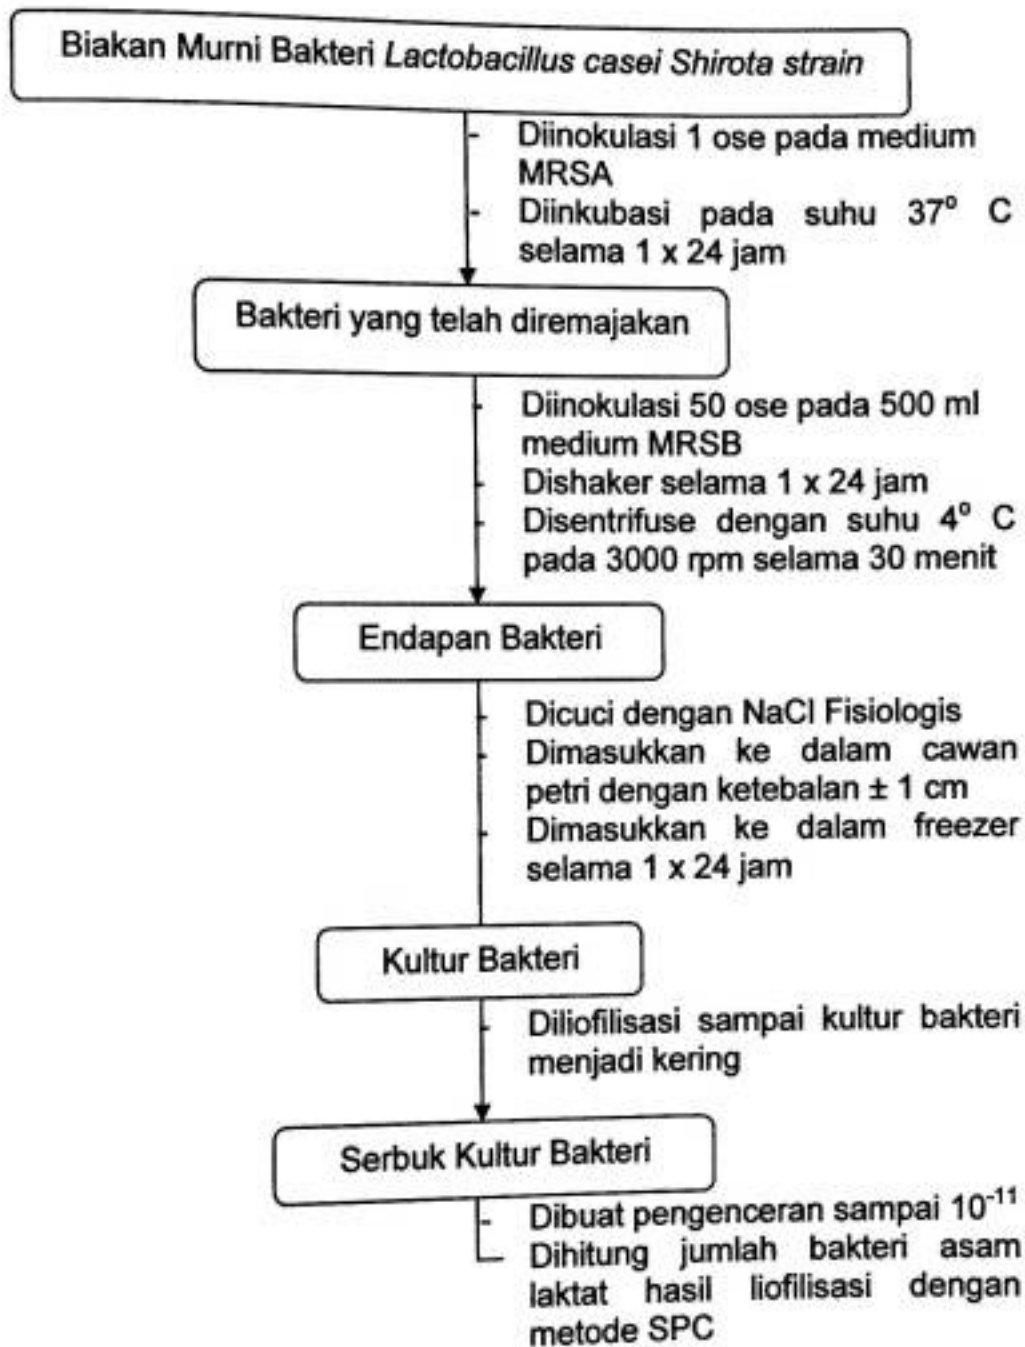 Biakan Murni Bakteri Lactobacillus casei Shirota strain
- Diinokulasi 1 ose pada medium
MRSA
- Diinkubasi pada suhu 37° C
selama 1 x 24 jam
Bakteri yang telah diremajakan
- Diinokulasi 50 ose pada 500 ml
medium MRSB
- Dishaker selama 1 x 24 jam
- Disentrifuse dengan suhu 4° C
pada 3000 rpm selama 30 menit
Endapan Bakteri
- Dicuci dengan NaCl Fisiologis
- Dimasukkan ke dalam cawan
petri dengan ketebalan ± 1 cm
- Dimasukkan ke dalam freezer
selama 1 x 24 jam
Kultur Bakteri
- Diliofilisasi sampai kultur bakteri
menjadi kering
Serbuk Kultur Bakteri
- Dibuat pengenceran sampai 10⁻¹¹
- Dihitung jumlah bakteri asam
laktat hasil liofilisasi dengan
metode SPC